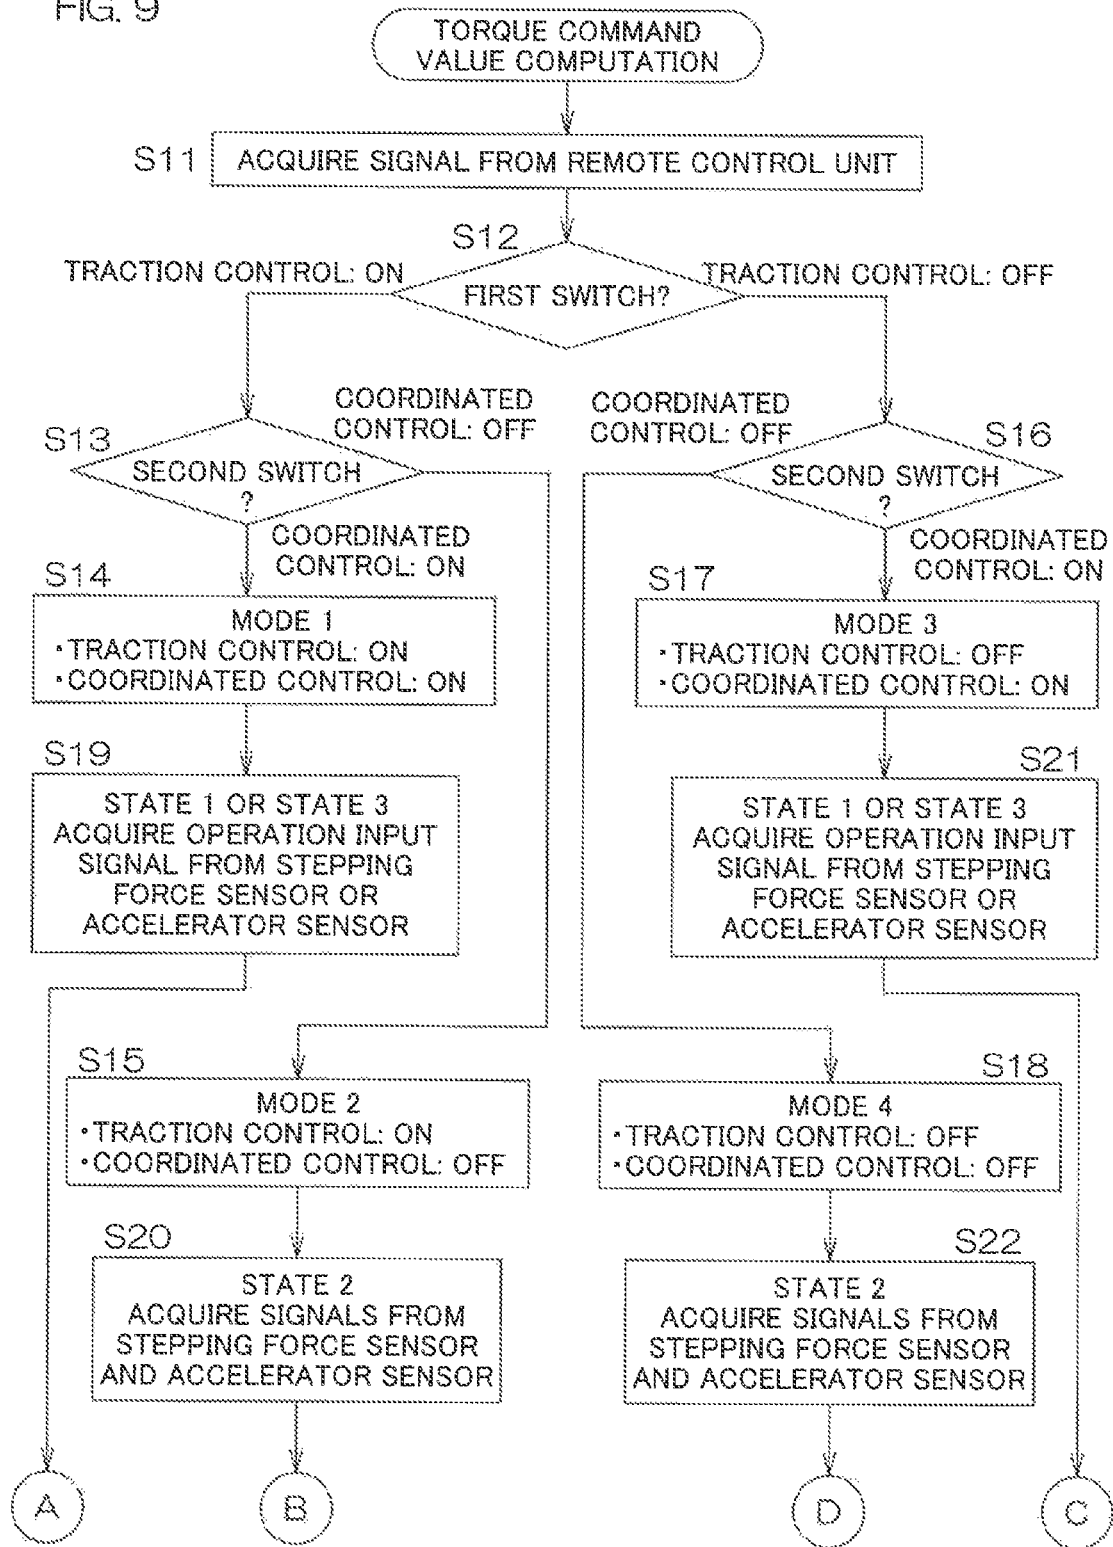 FIG. 9
TORQUE COMMAND
VALUE COMPUTATION
S11
ACQUIRE SIGNAL FROM REMOTE CONTROL UNIT
S12
TRACTION CONTROL: ON
FIRST SWITCH?
TRACTION CONTROL: OFF
S13
SECOND SWITCH
?
COORDINATED
CONTROL: OFF
COORDINATED
CONTROL: ON
COORDINATED
CONTROL: OFF
S16
SECOND SWITCH
?
COORDINATED
CONTROL: ON
S14
MODE 1
・TRACTION CONTROL: ON
・COORDINATED CONTROL: ON
S17
MODE 3
・TRACTION CONTROL: OFF
・COORDINATED CONTROL: ON
S19
STATE 1 OR STATE 3
ACQUIRE OPERATION INPUT
SIGNAL FROM STEPPING
FORCE SENSOR OR
ACCELERATOR SENSOR
S21
STATE 1 OR STATE 3
ACQUIRE OPERATION INPUT
SIGNAL FROM STEPPING
FORCE SENSOR OR
ACCELERATOR SENSOR
S15
MODE 2
・TRACTION CONTROL: ON
・COORDINATED CONTROL: OFF
S18
MODE 4
・TRACTION CONTROL: OFF
・COORDINATED CONTROL: OFF
S20
STATE 2
ACQUIRE SIGNALS FROM
STEPPING FORCE SENSOR
AND ACCELERATOR SENSOR
S22
STATE 2
ACQUIRE SIGNALS FROM
STEPPING FORCE SENSOR
AND ACCELERATOR SENSOR
A
B
D
C